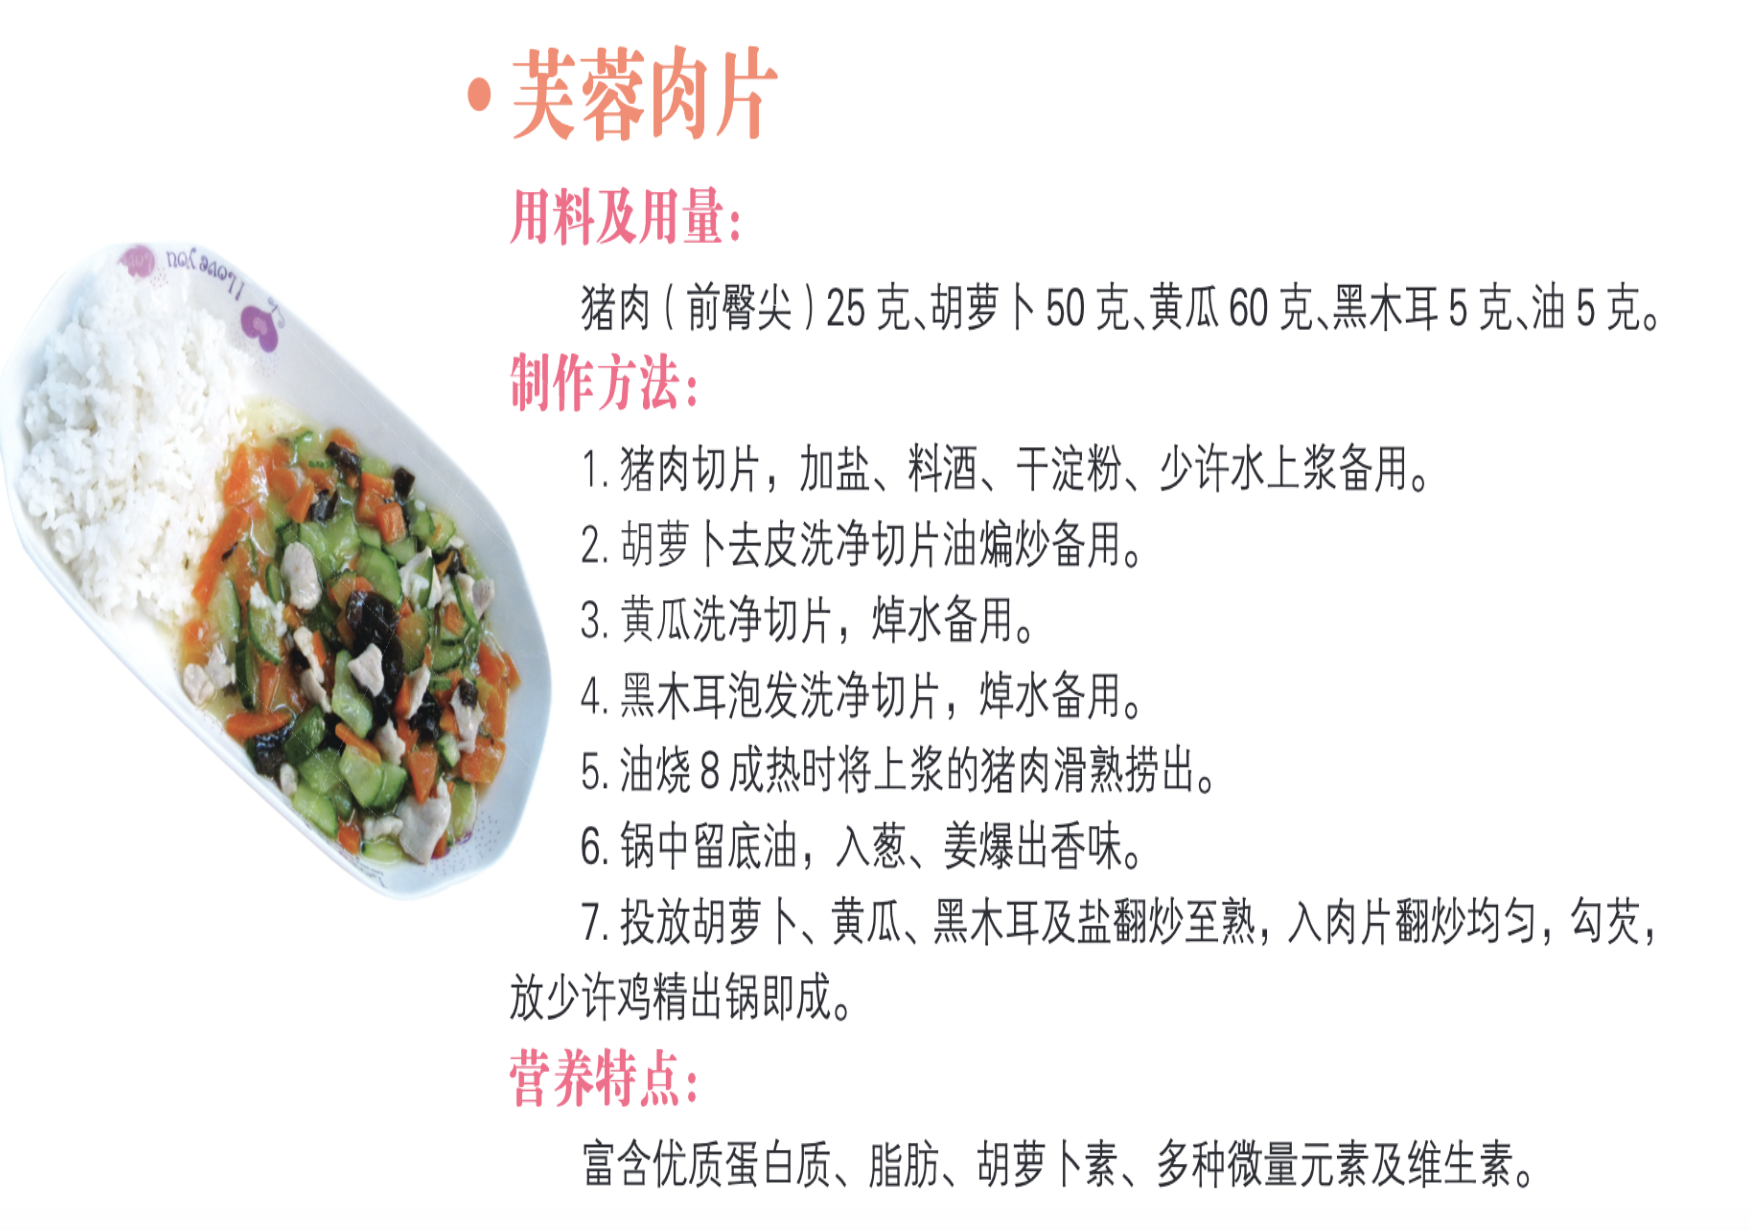 • 芙蓉肉片
用料及用量：
猪肉（前臀尖）25 克、胡萝卜 50 克、黄瓜 60 克、黑木耳 5 克、油 5 克。
制作方法：
1. 猪肉切片，加盐、料酒、干淀粉、少许水上浆备用。
2. 胡萝卜去皮洗净切片油煸炒备用。
3. 黄瓜洗净切片，焯水备用。
4. 黑木耳泡发洗净切片，焯水备用。
5. 油烧 8 成热时将上浆的猪肉滑熟捞出。
6. 锅中留底油，入葱、姜爆出香味。
7. 投放胡萝卜、黄瓜、黑木耳及盐翻炒至熟，入肉片翻炒均匀，勾芡，
放少许鸡精出锅即成。
营养特点：
富含优质蛋白质、脂肪、胡萝卜素、多种微量元素及维生素。
I Love you